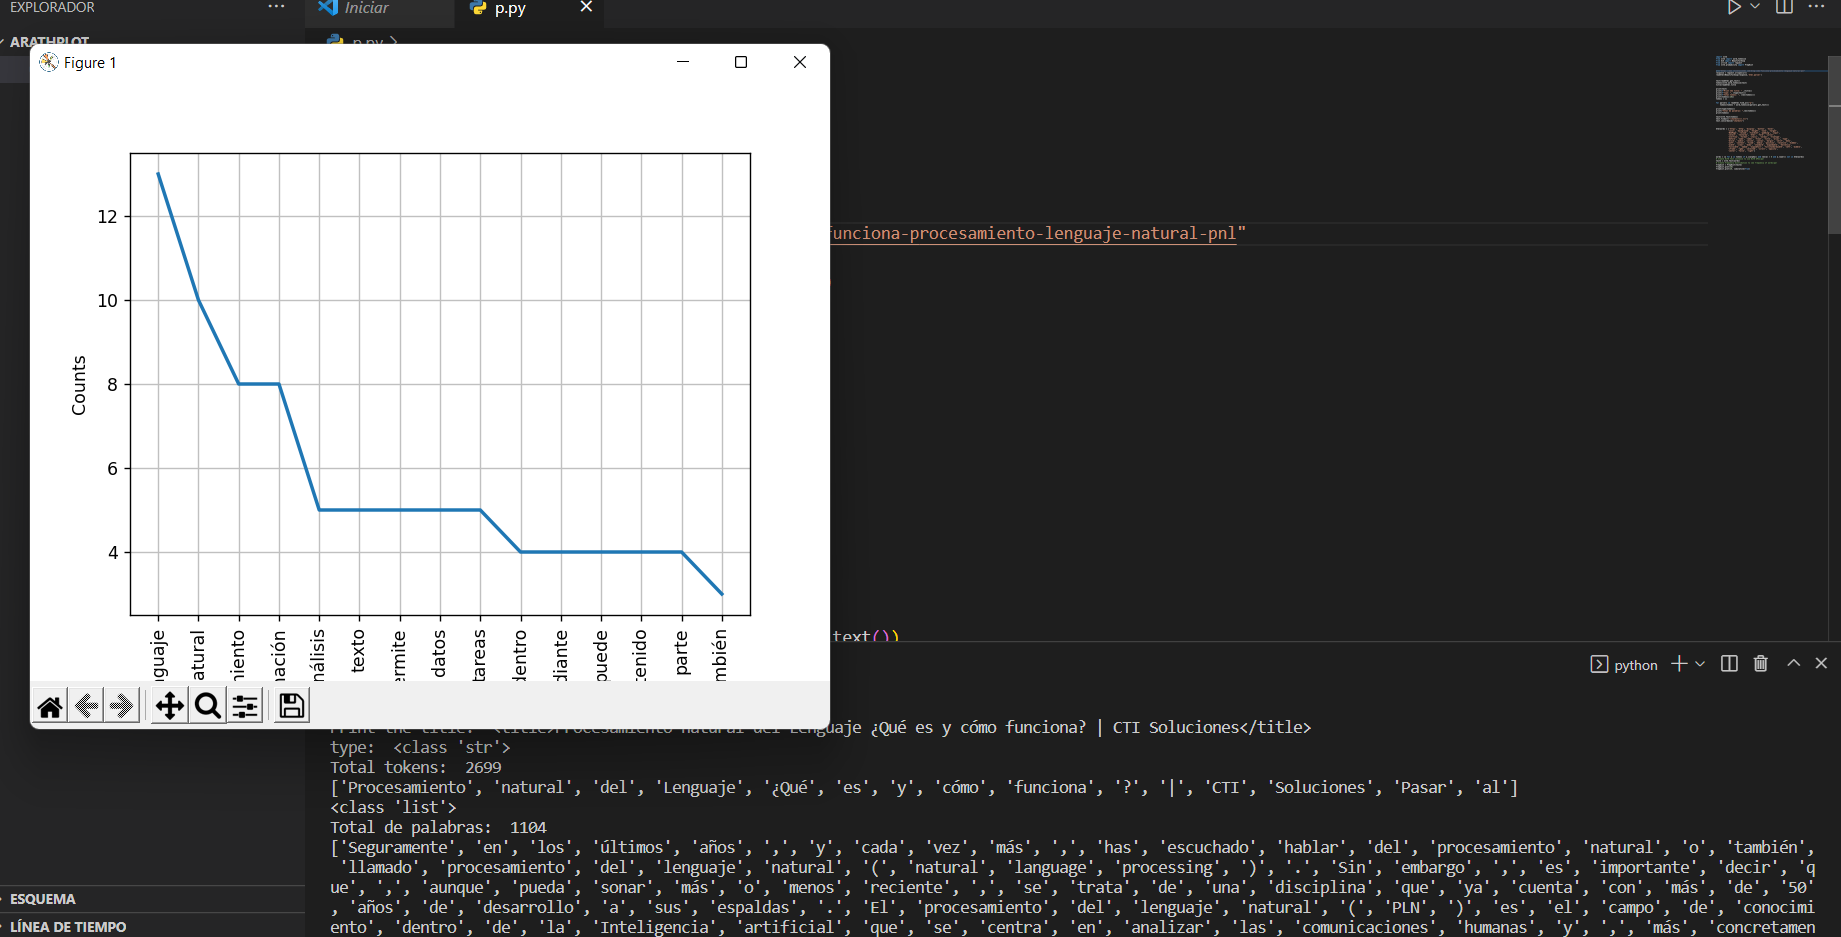 EXPLORADOR
Iniciar
p.py
ARATHPLOT
p.py
Figure 1
12
10
8
6
4
Counts
nguaje
atural
miento
nación
nálisis
texto
ermite
datos
tareas
dentro
diante
puede
tenido
parte
mbién
funciona-procesamiento-lenguaje-natural-pnl"
text())
python
Print the title: <title>Procesamiento natural del Lenguaje ¿Qué es y cómo funciona? | CTI Soluciones</title>
type:  <class 'str'>
Total tokens:  2699
['Procesamiento', 'natural', 'del', 'Lenguaje', '¿Qué', 'es', 'y', 'cómo', 'funciona', '?', '|', 'CTI', 'Soluciones', 'Pasar', 'al']
<class 'list'>
Total de palabras:  1104
['Seguramente', 'en', 'los', 'últimos', 'años', ',', 'y', 'cada', 'vez', 'más', ',', 'has', 'escuchado', 'hablar', 'del', 'procesamiento', 'natural', 'o', 'también',
'llamado', 'procesamiento', 'del', 'lenguaje', 'natural', '(', 'natural', 'language', 'processing', ')', '.', 'Sin', 'embargo', ',', 'es', 'importante', 'decir', 'q
ue', ',', 'aunque', 'pueda', 'sonar', 'más', 'o', 'menos', 'reciente', ',', 'se', 'trata', 'de', 'una', 'disciplina', 'que', 'ya', 'cuenta', 'con', 'más', 'de', '50'
, 'años', 'de', 'desarrollo', 'a', 'sus', 'espaldas', '.', 'El', 'procesamiento', 'del', 'lenguaje', 'natural', '(', 'PLN', ')', 'es', 'el', 'campo', 'de', 'conocimi
ento', 'dentro', 'de', 'la', 'Inteligencia', 'artificial', 'que', 'se', 'centra', 'en', 'analizar', 'las', 'comunicaciones', 'humanas', 'y', ',', 'más', 'concretamen
ESQUEMA
LÍNEA DE TIEMPO